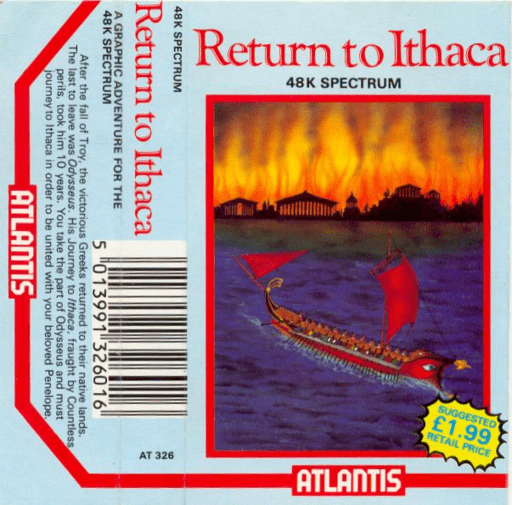 Return to Ithaca
48K SPECTRUM
SUGGESTED
£1.99
RETAIL PRICE
ATLANTIS
48K SPECTRUM
Return to Ithaca
A GRAPHIC ADVENTURE FOR THE
48K SPECTRUM
5 013991 326016
AT 326
After the fall of Troy, the victorious Greeks returned to their native lands.
The last to leave was Odysseus. His Journey to Ithaca, fraught by Countless
perils, took him 10 years. You take the part of Odysseus and must
journey to Ithaca in order to be united with your beloved Penelope.
ATLANTIS